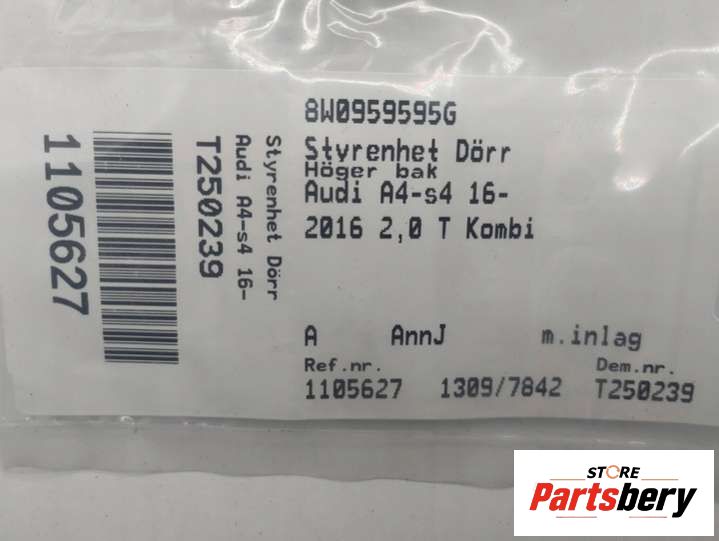 1105627
T250239
Styrenhet Dörr
Audi A4-s4 16-
8W0959595G
Styrenhet Dörr
Höger bak
Audi A4-s4 16-
2016 2,0 T Kombi
A AnnJ m.inlag
Ref.nr. Dem.nr.
1105627 1309/7842 T250239
STORE
Partsbery